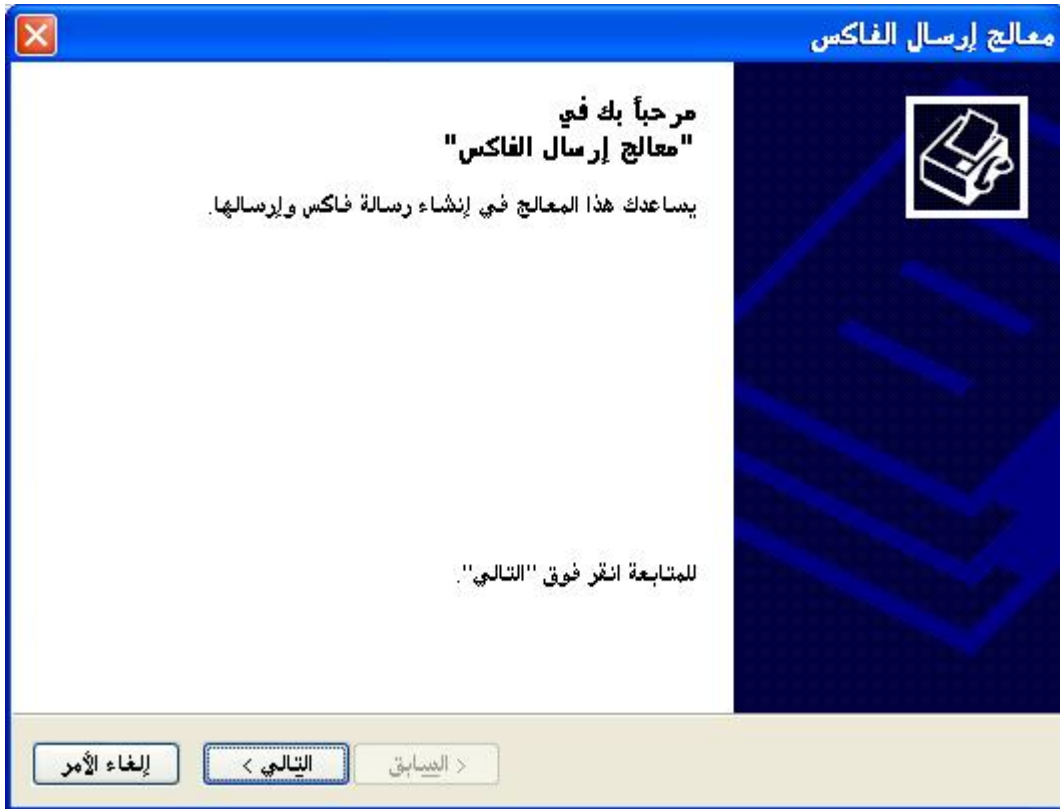 معالج إرسال الفاكس
مرحباً بك في
"معالج إرسال الفاكس"
يساعدك هذا المعالج في إنشاء رسالة فاكس وإرسالها.
للمتابعة انقر فوق "التالي".
< السابق
التالي >
إلغاء الأمر